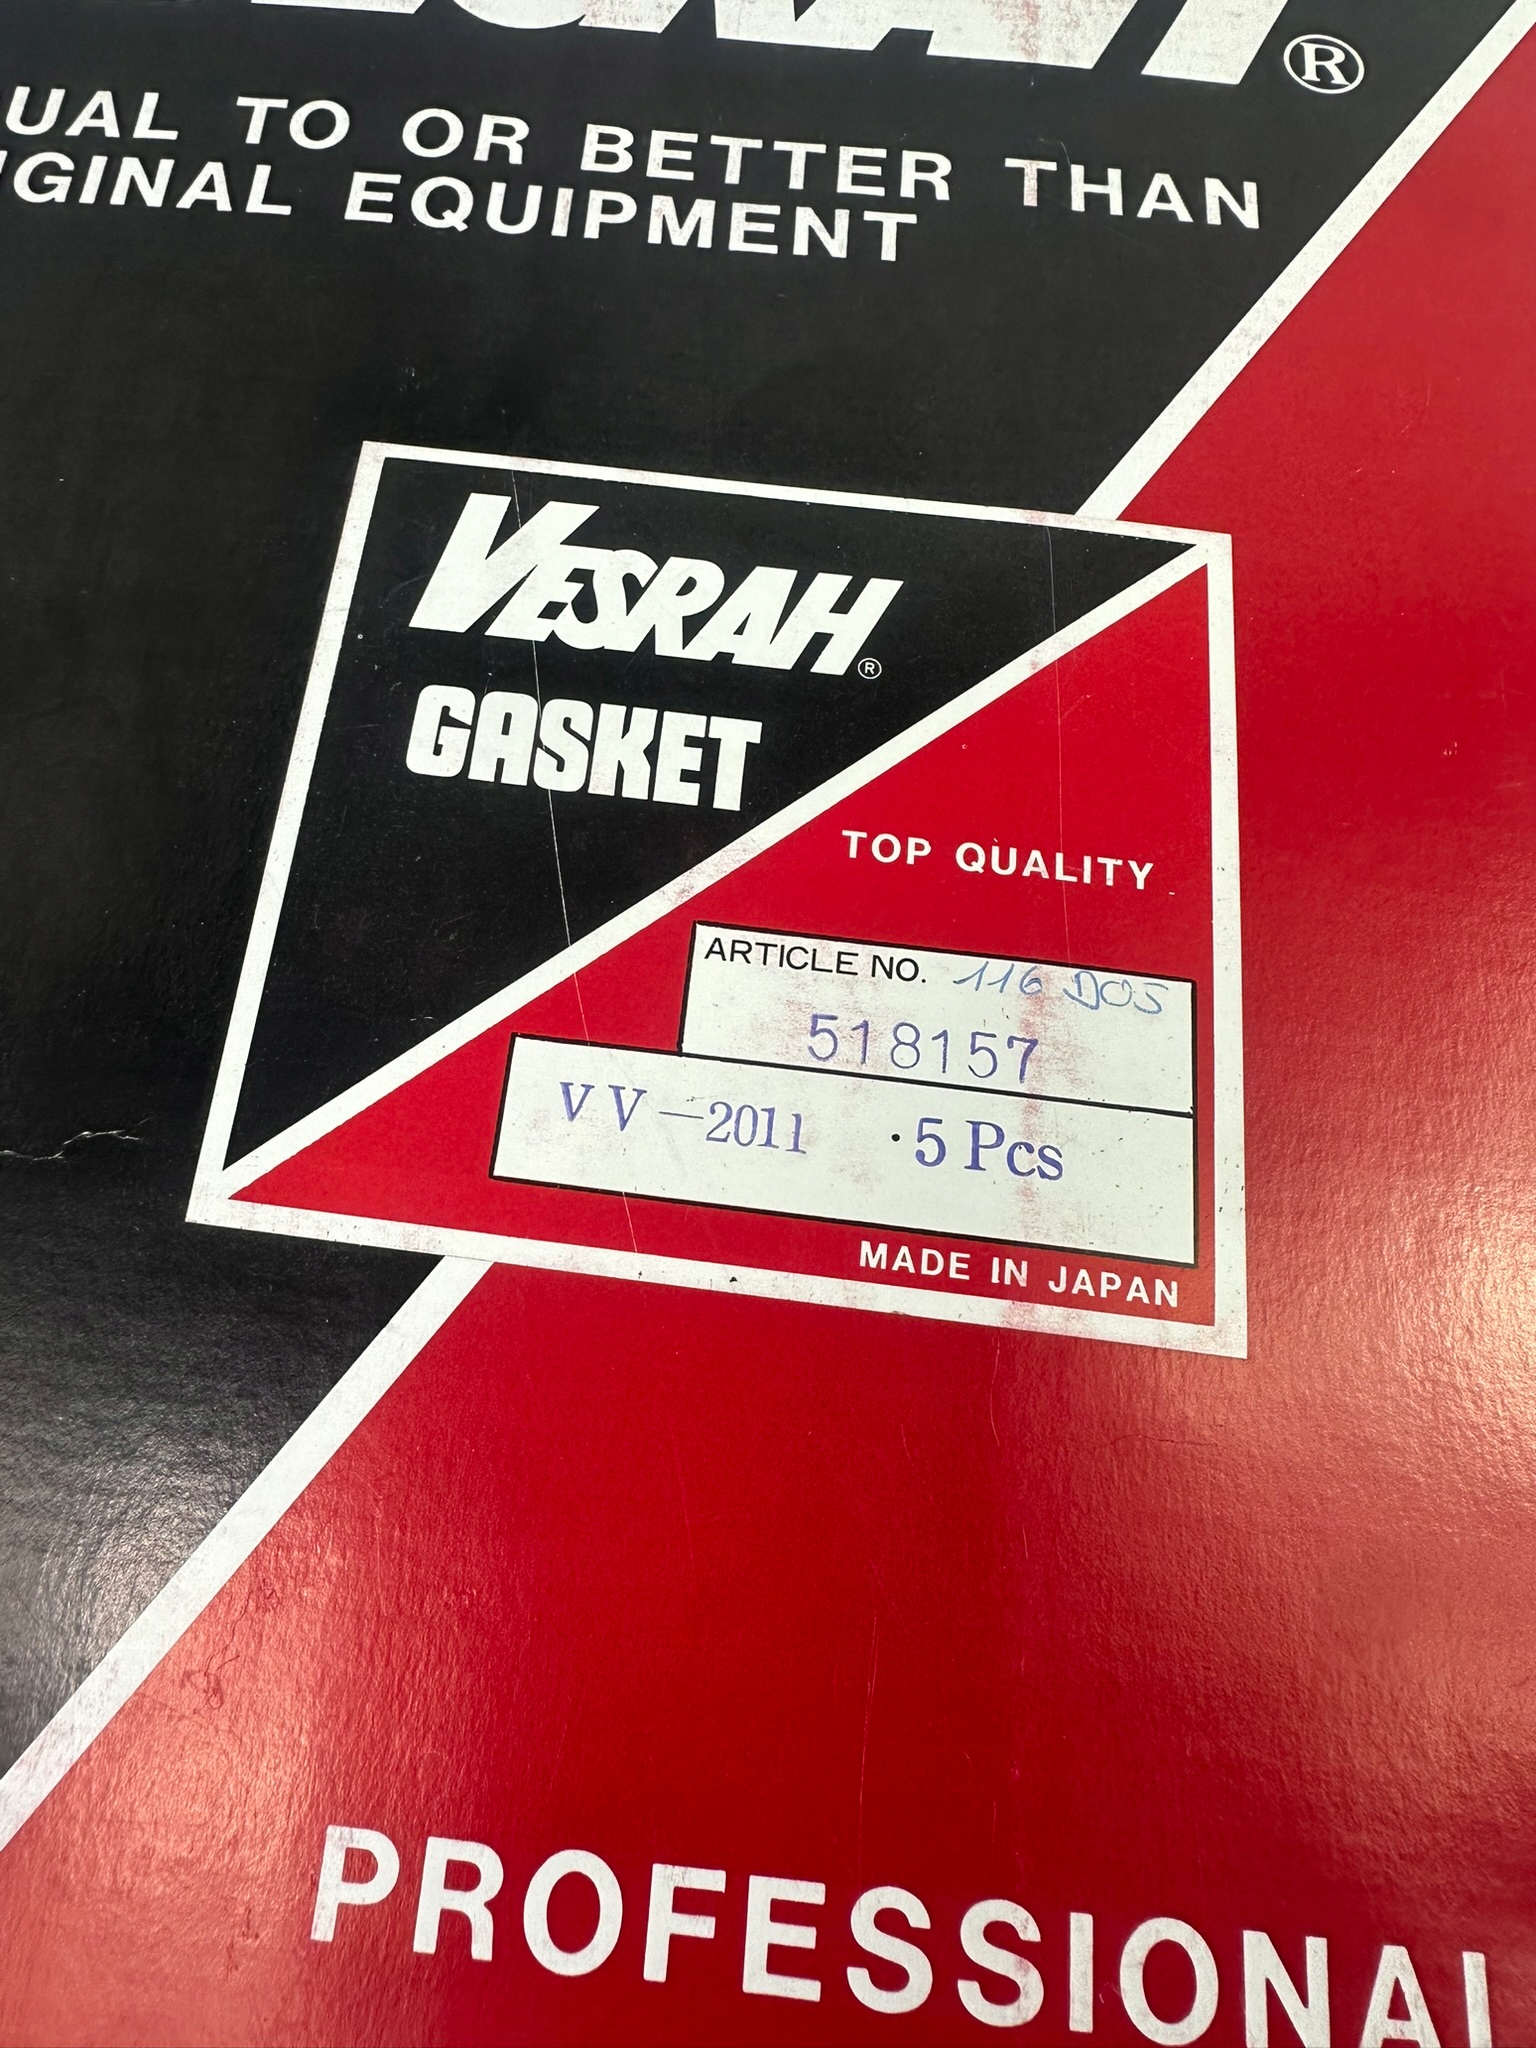 ®
UAL TO OR BETTER THAN
IGINAL EQUIPMENT
VESRAH®
GASKET
TOP QUALITY
ARTICLE NO. 116 DOS
518157
VV-2011 ·5 Pcs
MADE IN JAPAN
PROFESSIONAL